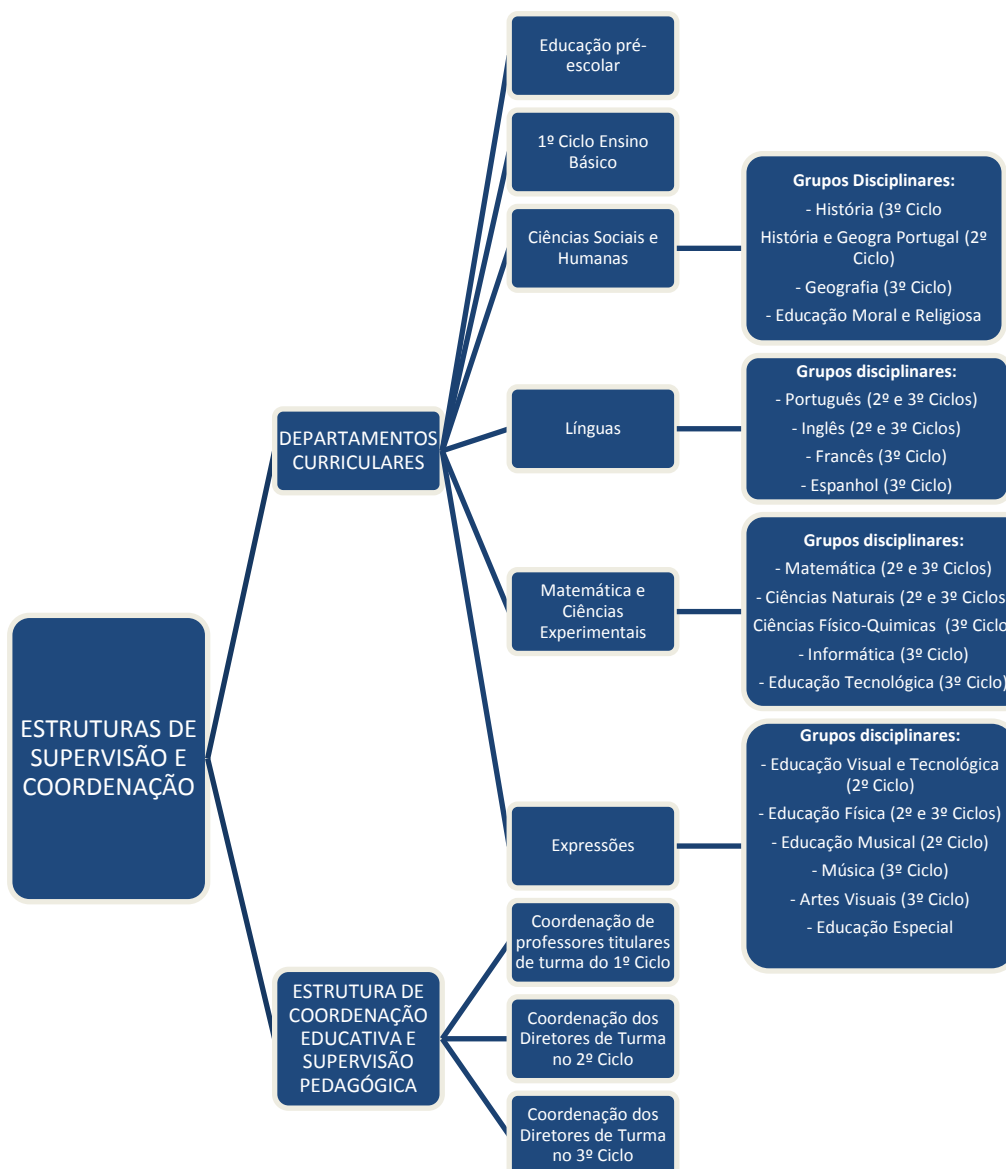 Educação pré-
escolar
1º Ciclo Ensino
Básico
Ciências Sociais e
Humanas
Grupos Disciplinares:
- História (3º Ciclo
História e Geogra Portugal (2º
Ciclo)
- Geografia (3º Ciclo)
- Educação Moral e Religiosa
DEPARTAMENTOS
CURRICULARES
Línguas
Grupos disciplinares:
- Português (2º e 3º Ciclos)
- Inglês (2º e 3º Ciclos)
- Francês (3º Ciclo)
- Espanhol (3º Ciclo)
Matemática e
Ciências
Experimentais
Grupos disciplinares:
- Matemática (2º e 3º Ciclos)
- Ciências Naturais (2º e 3º Ciclos
Ciências Físico-Quimicas (3º Ciclo
- Informática (3º Ciclo)
- Educação Tecnológica (3º Ciclo)
ESTRUTURAS DE
SUPERVISÃO E
COORDENAÇÃO
Expressões
Grupos disciplinares:
- Educação Visual e Tecnológica
(2º Ciclo)
- Educação Física (2º e 3º Ciclos)
- Educação Musical (2º Ciclo)
- Música (3º Ciclo)
- Artes Visuais (3º Ciclo)
- Educação Especial
ESTRUTURA DE
COORDENAÇÃO
EDUCATIVA E
SUPERVISÃO
PEDAGÓGICA
Coordenação de
professores titulares
de turma do 1º Ciclo
Coordenação dos
Diretores de Turma
no 2º Ciclo
Coordenação dos
Diretores de Turma
no 3º Ciclo